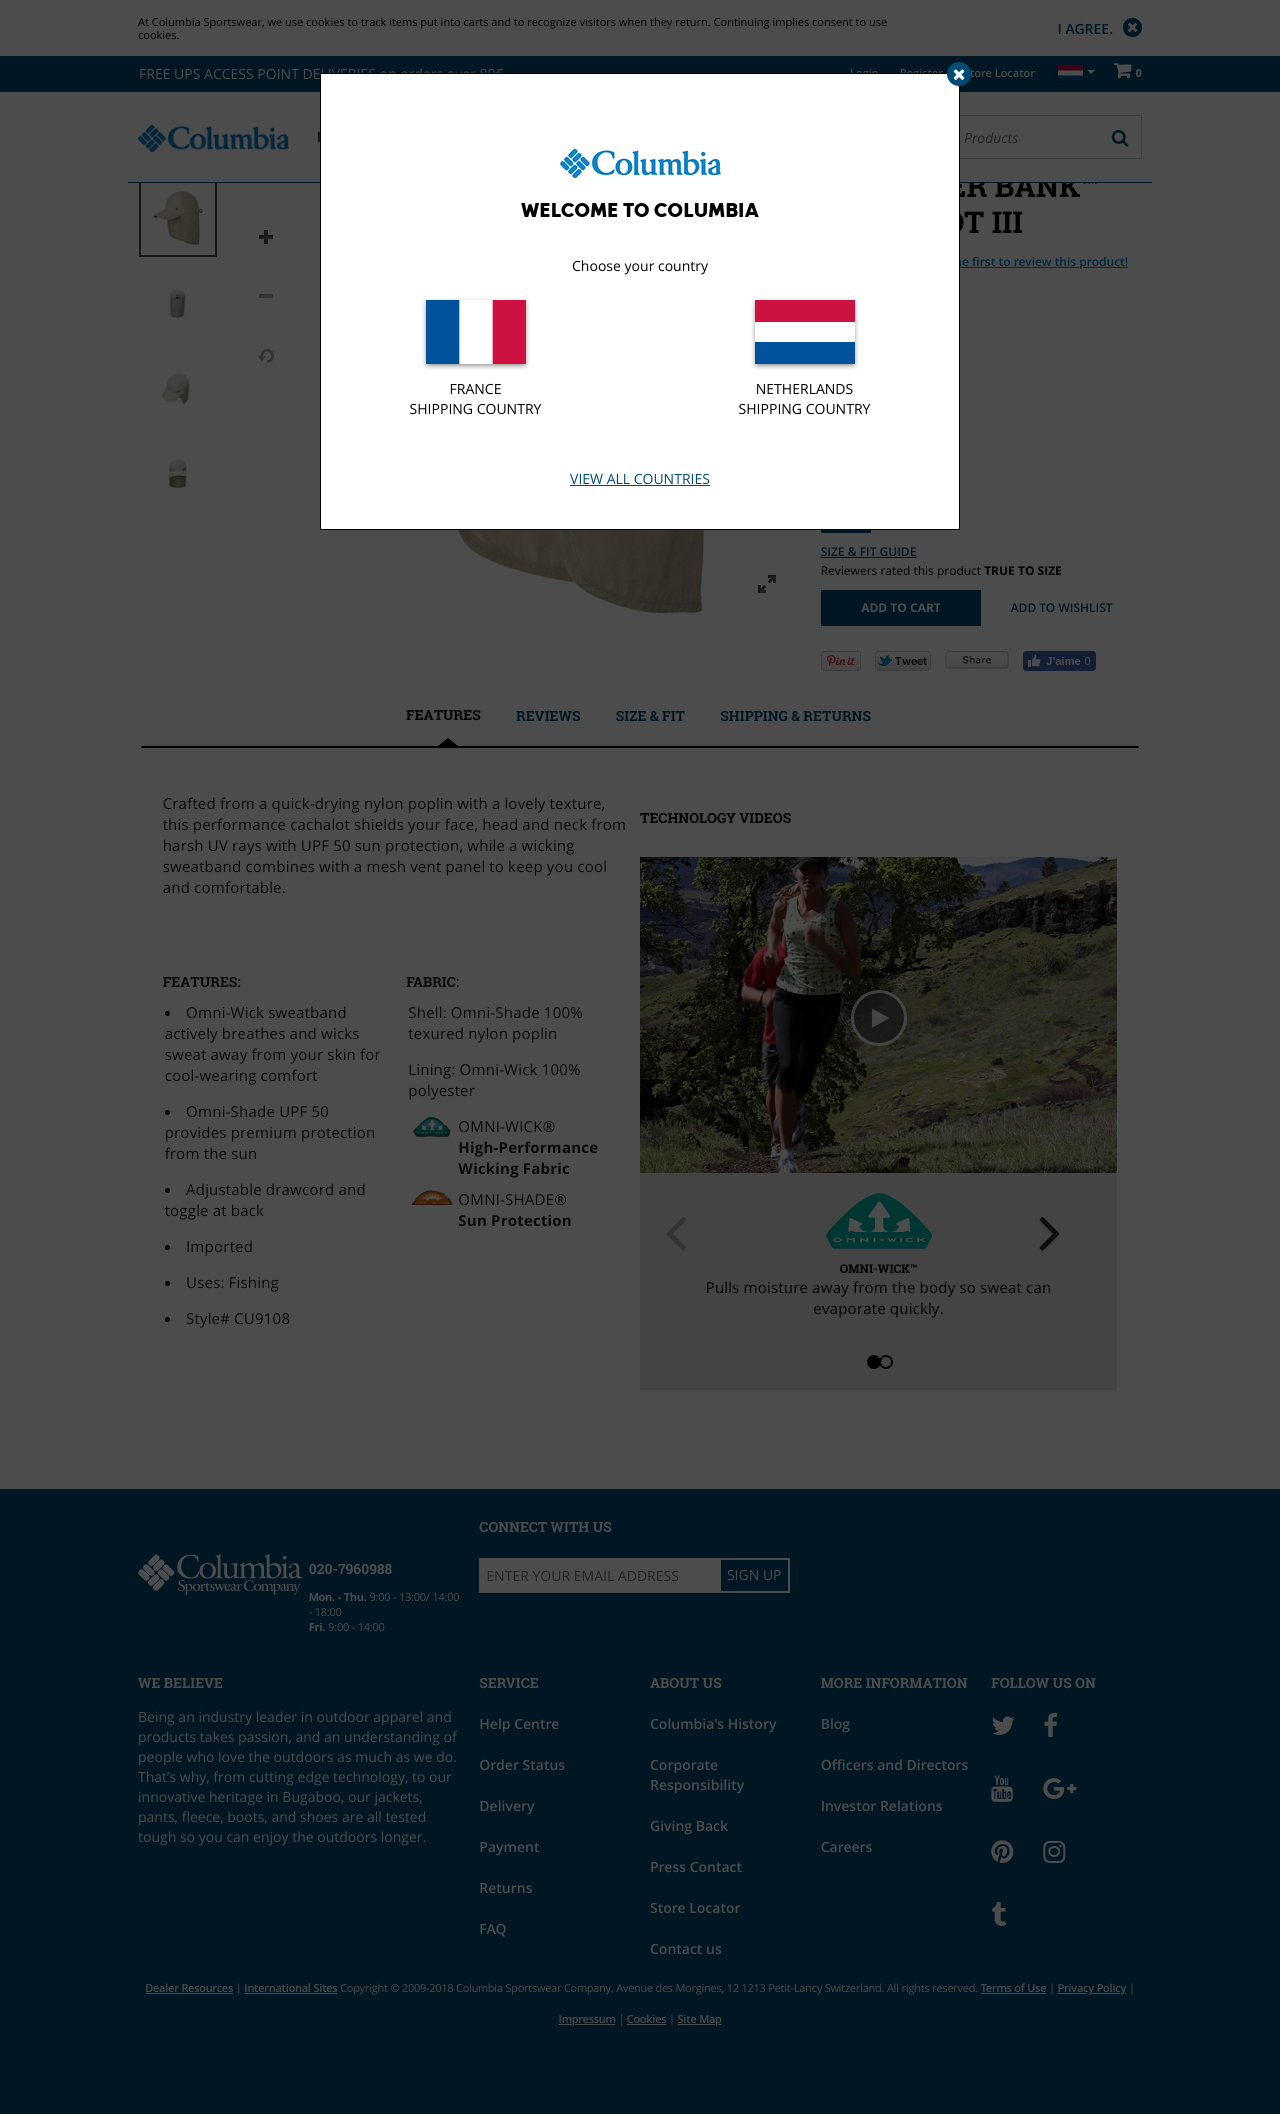 At Columbia Sportswear, we use cookies to track items put into carts and to recognize visitors when they return. Continuing implies consent to use
cookies.
I AGREE.
FREE UPS ACCESS POINT DELIVERIES on orders over 80€
Login
Register
Store Locator
0
Columbia
Products
Columbia
WELCOME TO COLUMBIA
Choose your country
FRANCE
SHIPPING COUNTRY
NETHERLANDS
SHIPPING COUNTRY
VIEW ALL COUNTRIES
BANK™
III
first to review this product!
SIZE & FIT GUIDE
Reviewers rated this product TRUE TO SIZE
ADD TO CART
ADD TO WISHLIST
Pin it
Tweet
Share
J'aime 0
FEATURES
REVIEWS
SIZE & FIT
SHIPPING & RETURNS
Crafted from a quick-drying nylon poplin with a lovely texture,
this performance cachalot shields your face, head and neck from
harsh UV rays with UPF 50 sun protection, while a wicking
sweatband combines with a mesh vent panel to keep you cool
and comfortable.
TECHNOLOGY VIDEOS
FEATURES:
• Omni-Wick sweatband
actively breathes and wicks
sweat away from your skin for
cool-wearing comfort
• Omni-Shade UPF 50
provides premium protection
from the sun
• Adjustable drawcord and
toggle at back
• Imported
• Uses: Fishing
• Style# CU9108
FABRIC:
Shell: Omni-Shade 100%
texured nylon poplin
Lining: Omni-Wick 100%
polyester
OMNI-WICK®
High-Performance
Wicking Fabric
OMNI-SHADE®
Sun Protection
OMNI-WICK
OMNI-WICK™
Pulls moisture away from the body so sweat can
evaporate quickly.
CONNECT WITH US
Columbia
Sportswear Company
020-7960988
Mon. - Thu. 9:00 - 13:00/ 14:00
- 18:00
Fri. 9:00 - 14:00
ENTER YOUR EMAIL ADDRESS
SIGN UP
WE BELIEVE
Being an industry leader in outdoor apparel and
products takes passion, and an understanding of
people who love the outdoors as much as we do.
That's why, from cutting edge technology, to our
innovative heritage in Bugaboo, our jackets,
pants, fleece, boots, and shoes are all tested
tough so you can enjoy the outdoors longer.
SERVICE
Help Centre
Order Status
Delivery
Payment
Returns
FAQ
ABOUT US
Columbia's History
Corporate
Responsibility
Giving Back
Press Contact
Store Locator
Contact us
MORE INFORMATION
Blog
Officers and Directors
Investor Relations
Careers
FOLLOW US ON
You
Tube
Dealer Resources | International Sites Copyright © 2009-2018 Columbia Sportswear Company. Avenue des Morgines, 12 1213 Petit-Lancy Switzerland. All rights reserved. Terms of Use | Privacy Policy |
Impressum | Cookies | Site Map